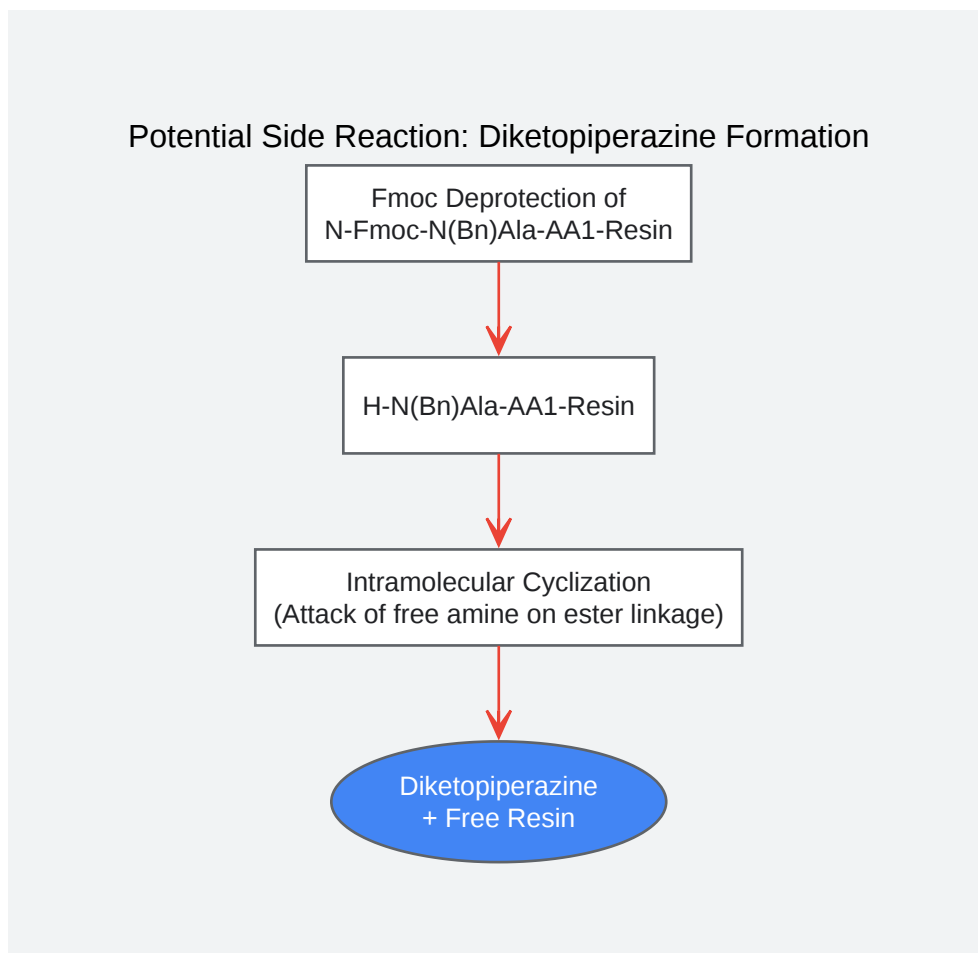 Potential Side Reaction: Diketopiperazine Formation
Fmoc Deprotection of
N-Fmoc-N(Bn)Ala-AA1-Resin
H-N(Bn)Ala-AA1-Resin
Intramolecular Cyclization
(Attack of free amine on ester linkage)
Diketopiperazine
+ Free Resin